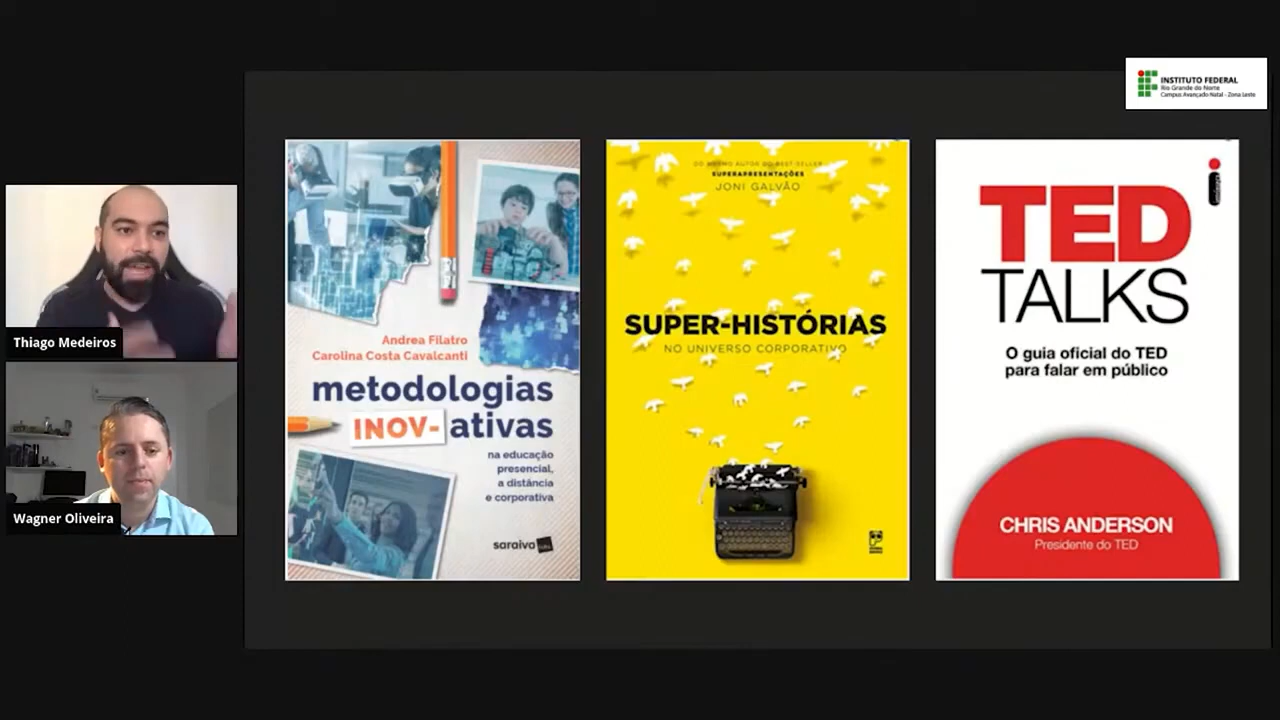 INSTITUTO FEDERAL
Rio Grande do Norte
Campus Avançado Natal - Zona Leste
Thiago Medeiros
Wagner Oliveira
Andrea Filatro
Carolina Costa Cavalcanti
metodologias
INOV-ativas
na educação
presencial,
a distância
e corporativa
saraiva
DO MESMO AUTOR DO BEST-SELLER
SUPERAPRESENTAÇÕES
JONI GALVÃO
SUPER-HISTÓRIAS
NO UNIVERSO CORPORATIVO
TED
TALKS
O guia oficial do TED
para falar em público
CHRIS ANDERSON
Presidente do TED